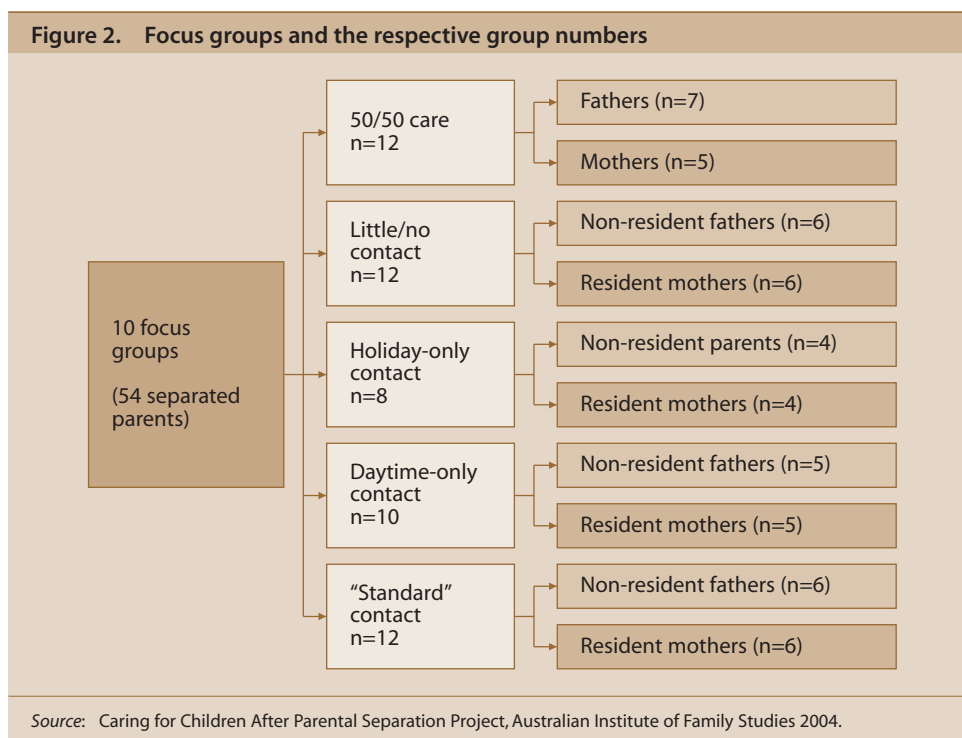 Figure 2. Focus groups and the respective group numbers
10 focus
groups
(54 separated
parents)
50/50 care
n=12
Fathers (n=7)
Mothers (n=5)
Little/no
contact
n=12
Non-resident fathers (n=6)
Resident mothers (n=6)
Holiday-only
contact
n=8
Non-resident parents (n=4)
Resident mothers (n=4)
Daytime-only
contact
n=10
Non-resident fathers (n=5)
Resident mothers (n=5)
“Standard”
contact
n=12
Non-resident fathers (n=6)
Resident mothers (n=6)
Source: Caring for Children After Parental Separation Project, Australian Institute of Family Studies 2004.